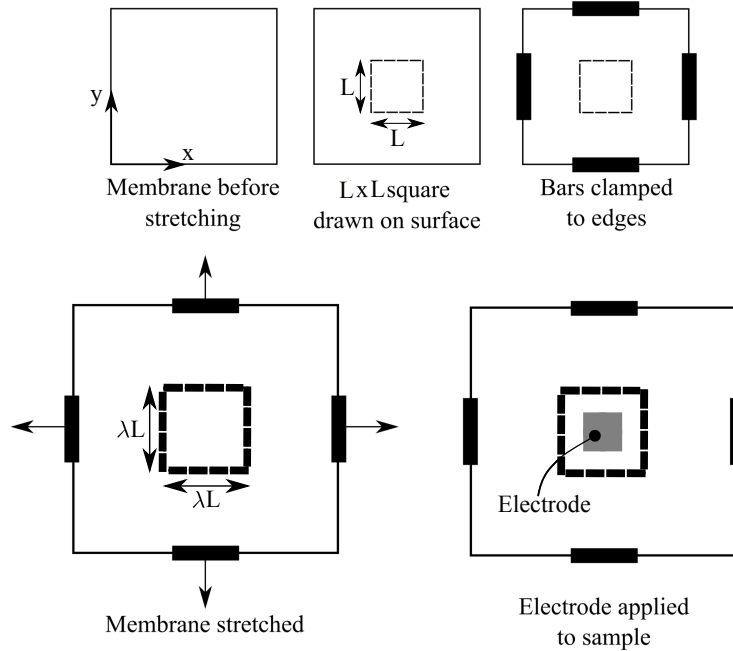 y
x
Membrane before
stretching
L
L
L x L square
drawn on surface
Bars clamped
to edges
λL
λL
Membrane stretched
Electrode
Electrode applied
to sample